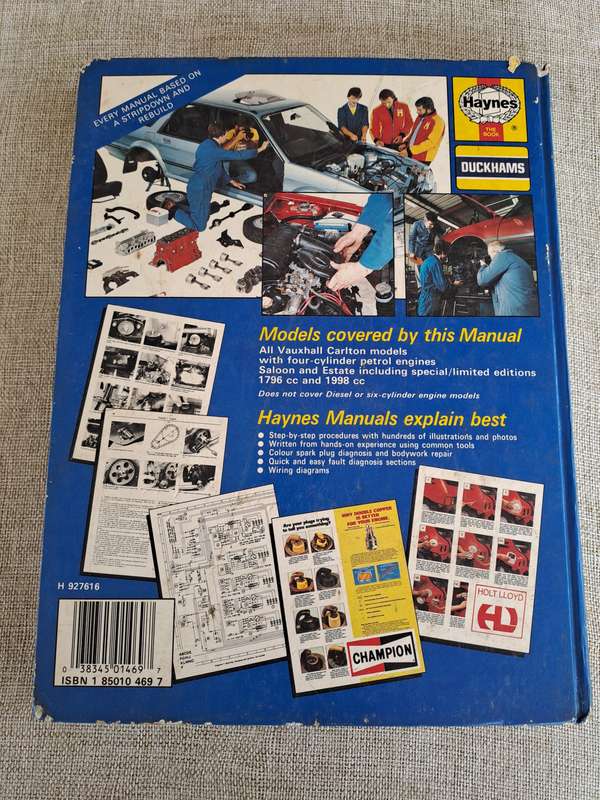 EVERY MANUAL BASED ON
A STRIPDOWN AND
REBUILD
Haynes
THE
BOOK
®
DUCKHAMS
Models covered by this Manual
All Vauxhall Carlton models
with four-cylinder petrol engines
Saloon and Estate including special/limited editions
1796 cc and 1998 cc
Does not cover Diesel or six-cylinder engine models
Haynes Manuals explain best
● Step-by-step procedures with hundreds of illustrations and photos
● Written from hands-on experience using common tools
● Colour spark plug diagnosis and bodywork repair
● Quick and easy fault diagnosis sections
● Wiring diagrams
Are your plugs trying
to tell you something?
WHY DOUBLE COPPER
IS BETTER
FOR YOUR ENGINE.
CHAMPION
HOLT LLOYD
H 927616
0 38345 01469 7
ISBN 1 85010 469 7